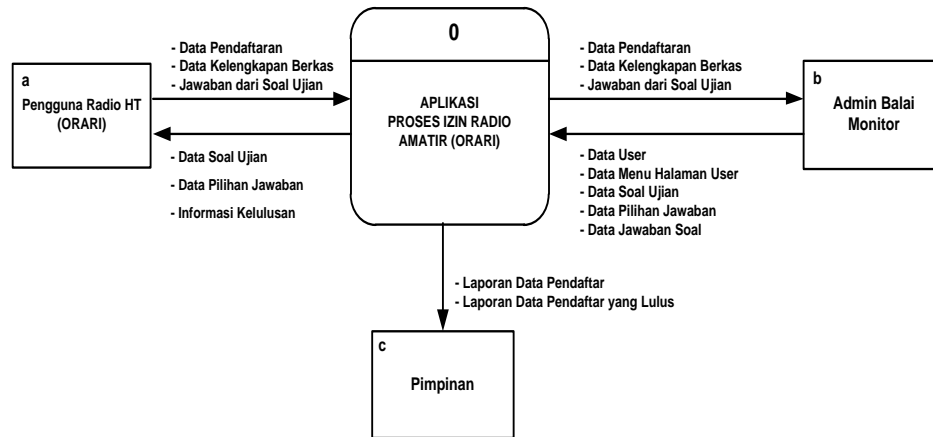 0
- Data Pendaftaran
- Data Kelengkapan Berkas
- Jawaban dari Soal Ujian
- Data Pendaftaran
- Data Kelengkapan Berkas
- Jawaban dari Soal Ujian
a
Pengguna Radio HT
(ORARI)
APLIKASI
PROSES IZIN RADIO
AMATIR (ORARI)
b
Admin Balai
Monitor
- Data Soal Ujian
- Data Pilihan Jawaban
- Informasi Kelulusan
- Data User
- Data Menu Halaman User
- Data Soal Ujian
- Data Pilihan Jawaban
- Data Jawaban Soal
- Laporan Data Pendaftar
- Laporan Data Pendaftar yang Lulus
c
Pimpinan